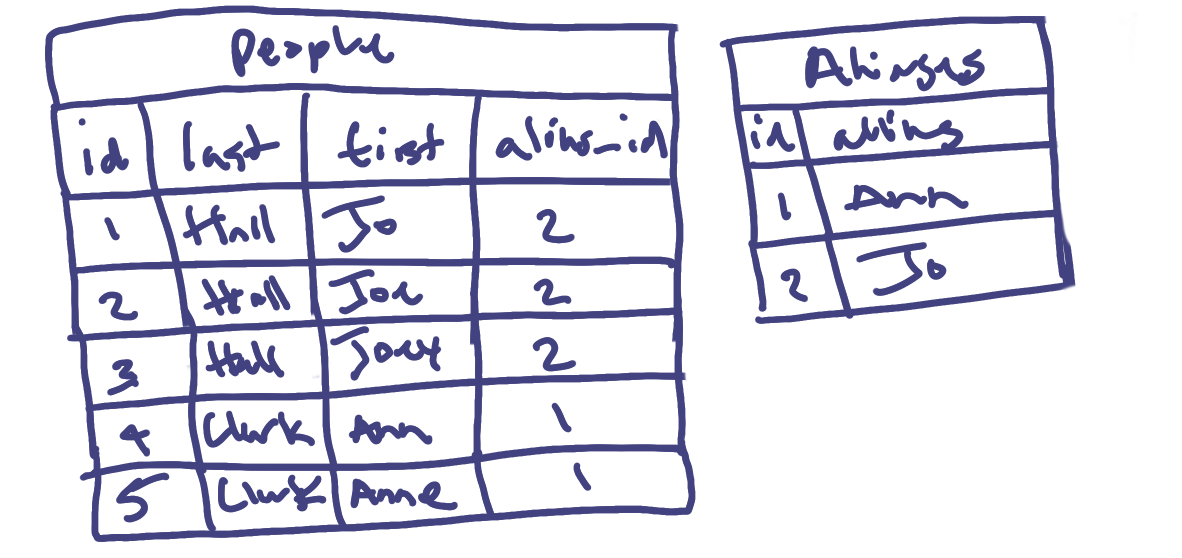 People
id last first alias_id
1 Hall Jo 2
2 Hall Joe 2
3 Hall Joey 2
4 Clark Ann 1
5 Clark Anne 1
Aliases
id alias
1 Ann
2 Jo